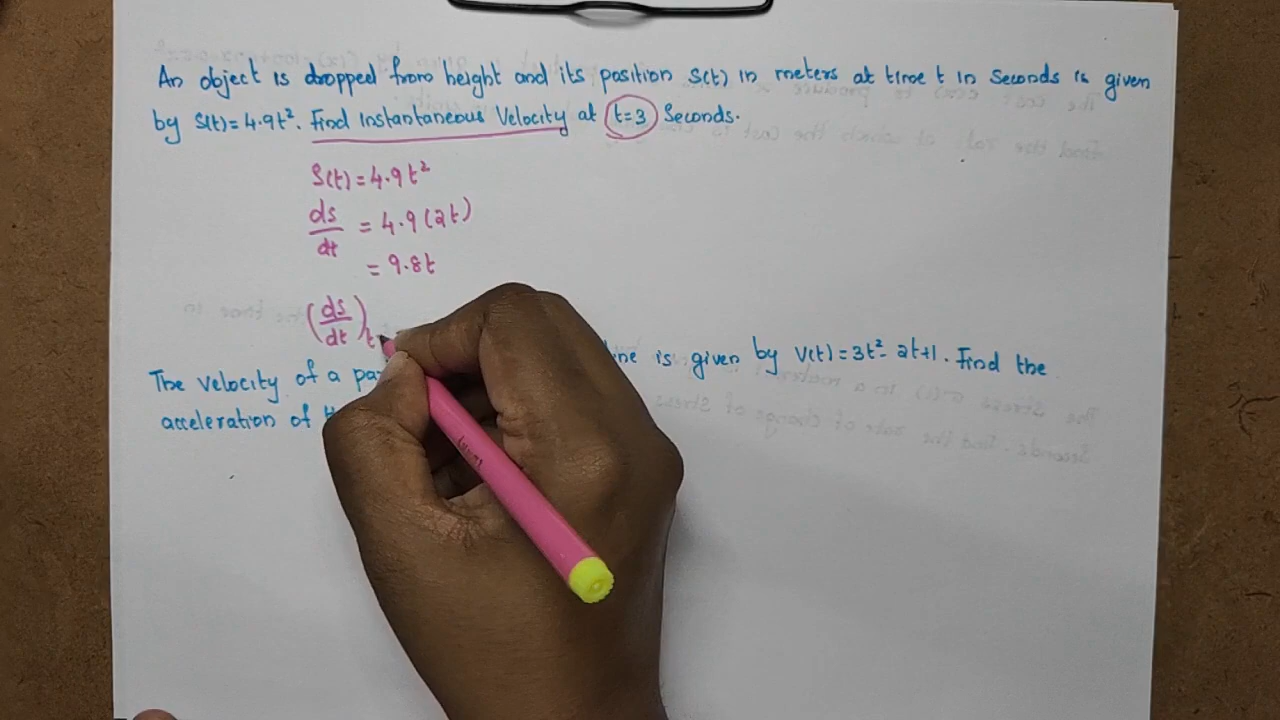 An object is dropped from height and its position S(t) in meters at time t in seconds is given
by S(t) = 4.9t². Find instantaneous velocity at t=3 seconds.
S(t) = 4.9t²
ds/dt = 4.9(2t)
= 9.8t
(ds/dt)t
The velocity of a line is given by v(t) = 3t² - 2t+1. Find the
acceleration of